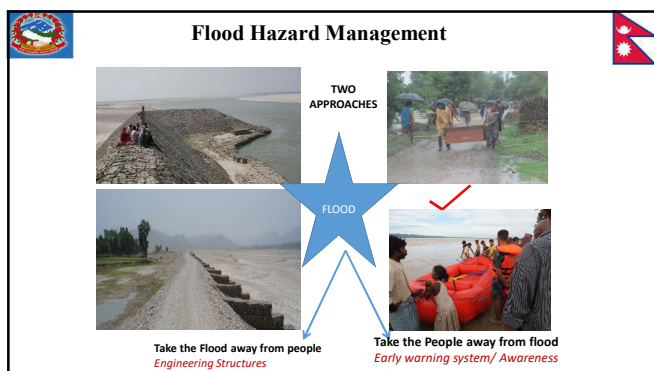 Flood Hazard Management
TWO
APPROACHES
FLOOD
Take the Flood away from people
Engineering Structures
Take the People away from flood
Early warning system/ Awareness